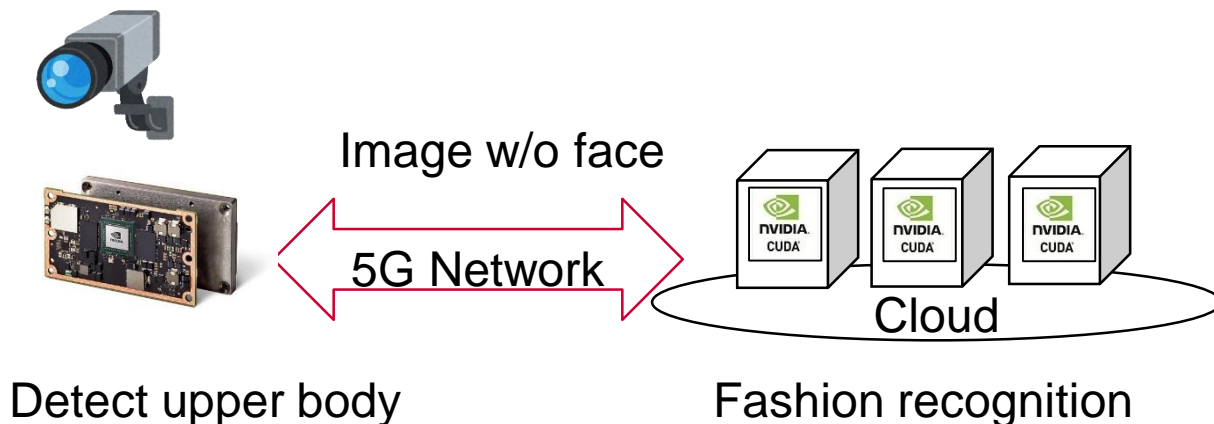 Image w/o face
5G Network
NVIDIA.
CUDA
NVIDIA.
CUDA
NVIDIA.
CUDA
Cloud
Detect upper body
Fashion recognition